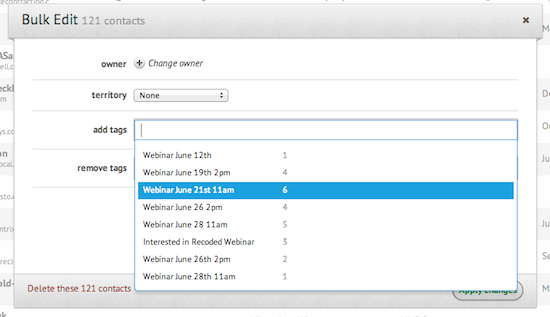 Bulk Edit 121 contacts
owner Change owner
territory None
add tags
remove tags
Webinar June 12th 1
Webinar June 19th 2pm 4
Webinar June 21st 11am 6
Webinar June 26 2pm 4
Webinar June 28 11am 5
Interested in Recoded Webinar 3
Webinar June 26th 2pm 2
Webinar June 28th 11am 1
Delete these 121 contacts Apply changes